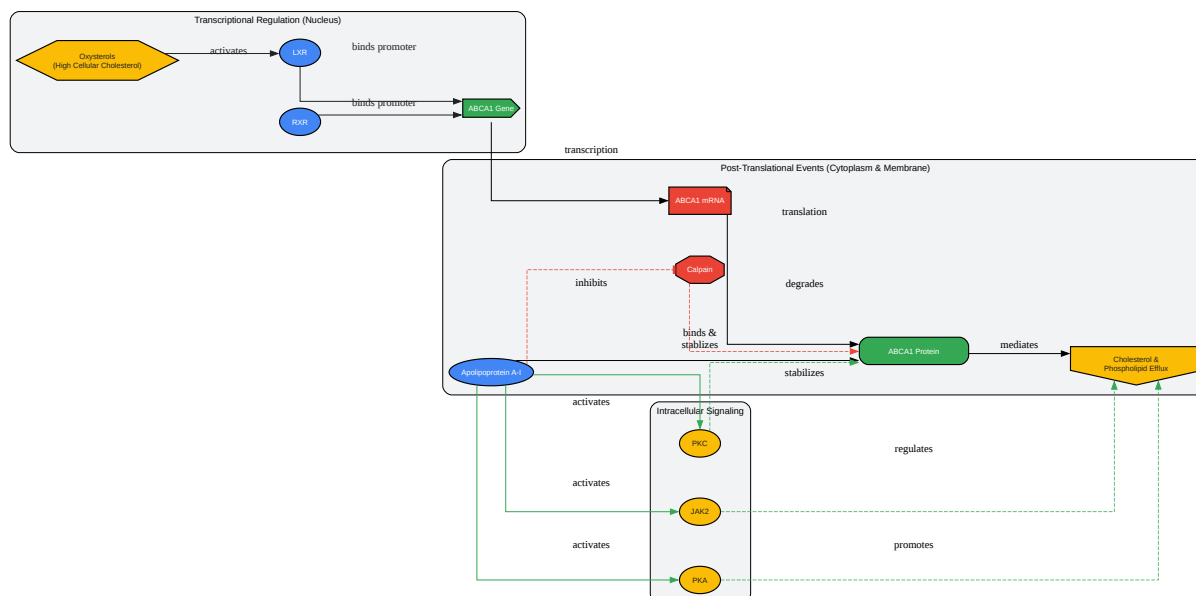 Transcriptional Regulation (Nucleus)
Oxysterols
(High Cellular Cholesterol)
activates
LXR
binds promoter
binds promoter
RXR
ABCA1 Gene
transcription
Post-Translational Events (Cytoplasm & Membrane)
ABCA1 mRNA
translation
Calpain
inhibits
degrades
binds &
stablizes
ABCA1 Protein
mediates
Cholesterol &
Phospholipid Efflux
Apolipoprotein A-I
stabilizes
activates
Intracellular Signaling
PKC
regulates
activates
JAK2
activates
promotes
PKA